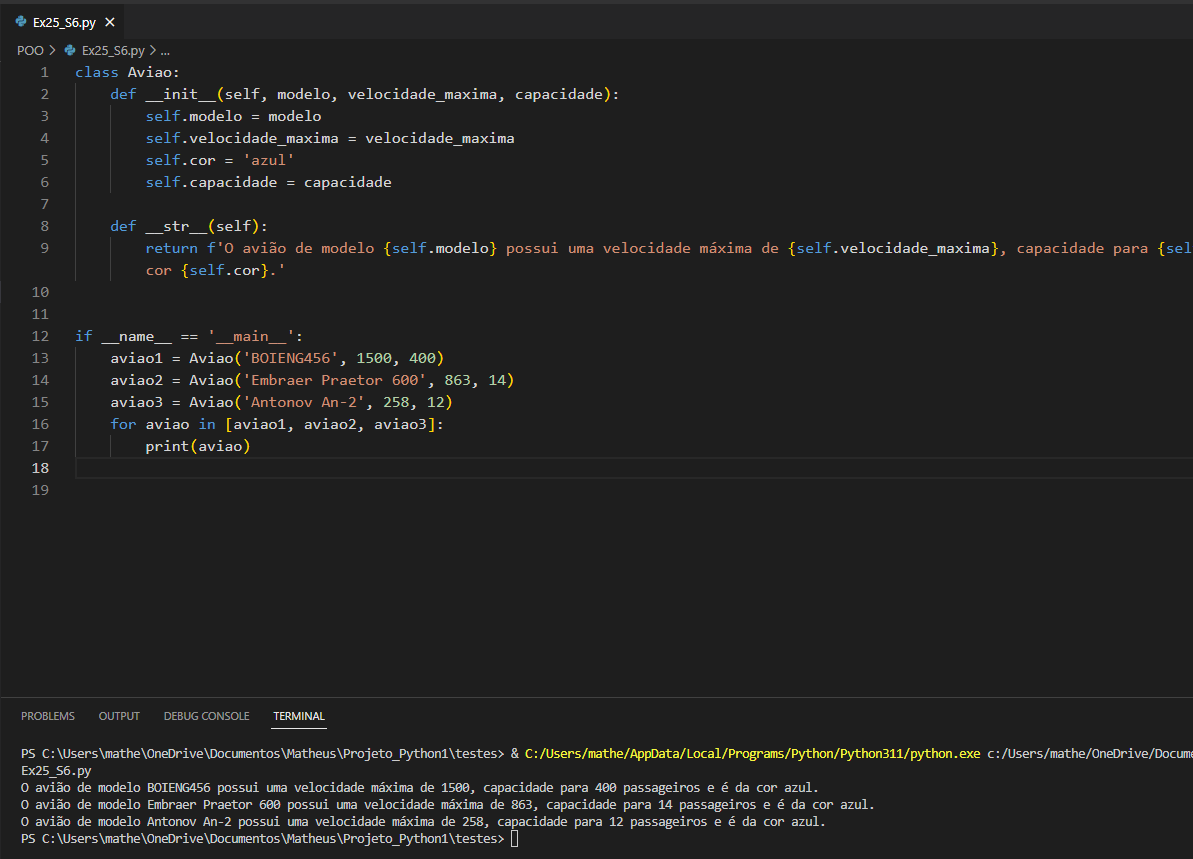 Ex25_S6.py
POO > Ex25_S6.py > ...
1 class Aviao:
2     def __init__(self, modelo, velocidade_maxima, capacidade):
3         self.modelo = modelo
4         self.velocidade_maxima = velocidade_maxima
5         self.cor = 'azul'
6         self.capacidade = capacidade
7
8     def __str__(self):
9         return f'O avião de modelo {self.modelo} possui uma velocidade máxima de {self.velocidade_maxima}, capacidade para {sel
        cor {self.cor}.'
10
11
12 if __name__ == '__main__':
13     aviao1 = Aviao('BOIENG456', 1500, 400)
14     aviao2 = Aviao('Embraer Praetor 600', 863, 14)
15     aviao3 = Aviao('Antonov An-2', 258, 12)
16     for aviao in [aviao1, aviao2, aviao3]:
17         print(aviao)
18
19
PROBLEMS OUTPUT DEBUG CONSOLE TERMINAL
PS C:\Users\mathe\OneDrive\Documentos\Matheus\Projeto_Python1\testes> & C:/Users/mathe/AppData/Local/Programs/Python/Python311/python.exe c:/Users/mathe/OneDrive/Docume
Ex25_S6.py
O avião de modelo BOIENG456 possui uma velocidade máxima de 1500, capacidade para 400 passageiros e é da cor azul.
O avião de modelo Embraer Praetor 600 possui uma velocidade máxima de 863, capacidade para 14 passageiros e é da cor azul.
O avião de modelo Antonov An-2 possui uma velocidade máxima de 258, capacidade para 12 passageiros e é da cor azul.
PS C:\Users\mathe\OneDrive\Documentos\Matheus\Projeto_Python1\testes>